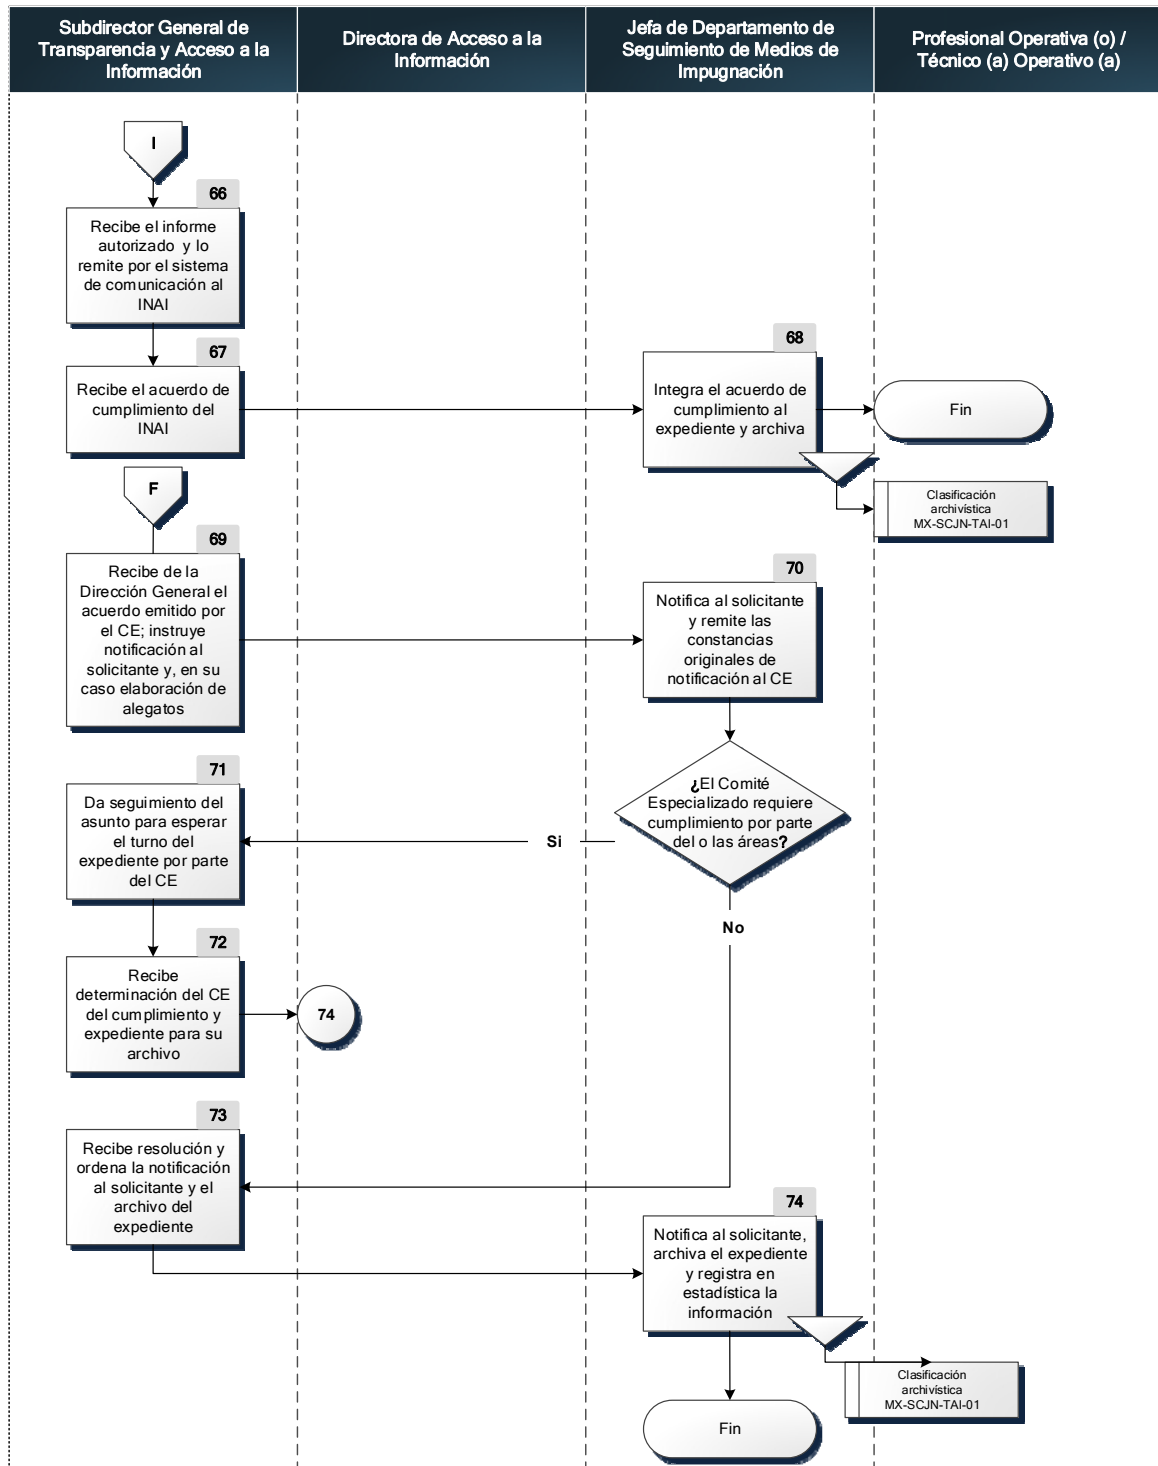 Subdirector General de
Transparencia y Acceso a la
Información
Directora de Acceso a la
Información
Jefa de Departamento de
Seguimiento de Medios de
Impugnación
Profesional Operativa (o) /
Técnico (a) Operativo (a)
I
66
Recibe el informe
autorizado y lo
remite por el sistema
de comunicación al
INAI
67
Recibe el acuerdo de
cumplimiento del
INAI
68
Integra el acuerdo de
cumplimiento al
expediente y archiva
Fin
Clasificación
archivística
MX-SCJN-TAI-01
F
69
Recibe de la
Dirección General el
acuerdo emitido por
el CE; instruye
notificación al
solicitante y, en su
caso elaboración de
alegatos
70
Notifica al solicitante
y remite las
constancias
originales de
notificación al CE
¿El Comité
Especializado requiere
cumplimiento por parte
del o las áreas?
Si
No
71
Da seguimiento del
asunto para esperar
el turno del
expediente por parte
del CE
72
Recibe
determinación del CE
del cumplimiento y
expediente para su
archivo
74
73
Recibe resolución y
ordena la notificación
al solicitante y el
archivo del
expediente
74
Notifica al solicitante,
archiva el expediente
y registra en
estadística la
información
Clasificación
archivística
MX-SCJN-TAI-01
Fin